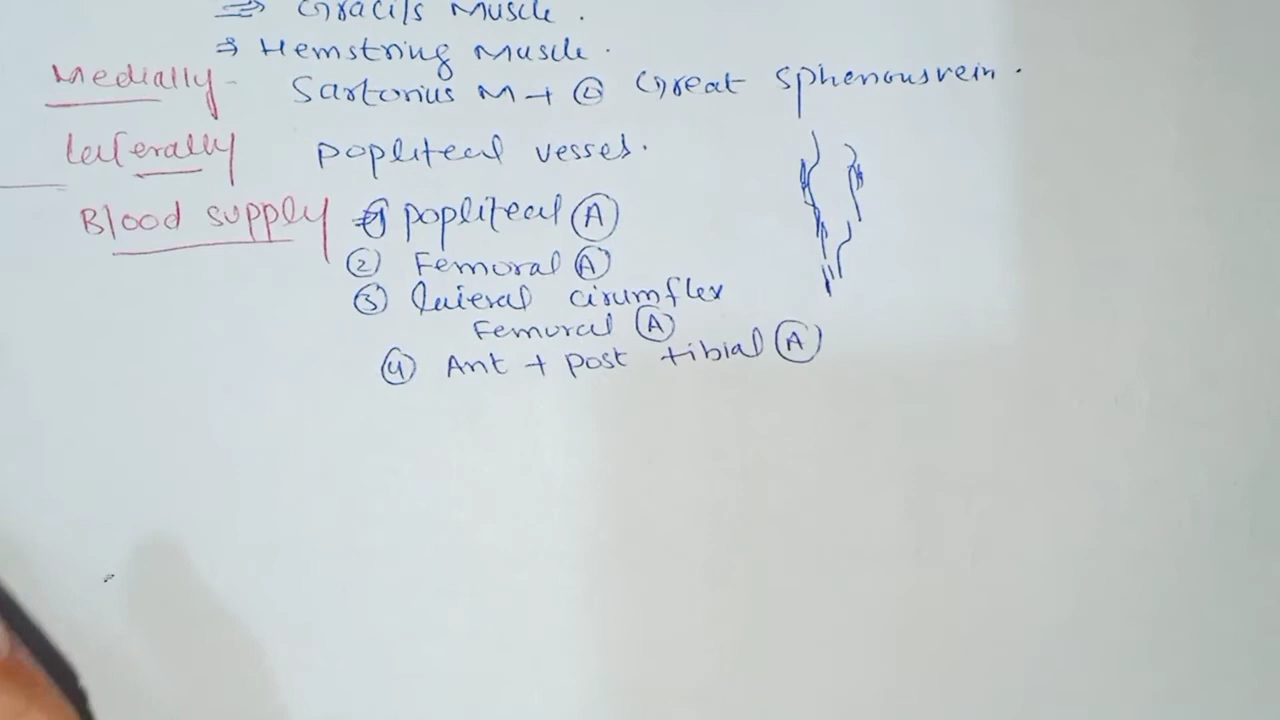 ⇒ Gracils Muscle.
⇒ Hemstring Muscle.
Medially - Sartorius M + Great Sphenousvein.
laterally popliteal vesses.
Blood supply popliteal Ⓐ
② Femoral Ⓐ
③ lateral cirumflex
Femoral Ⓐ
④ Ant + post tibial Ⓐ